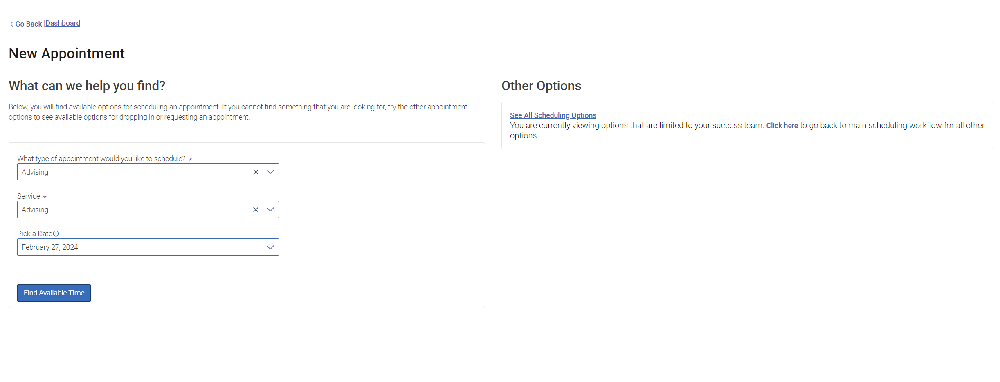 Go Back |Dashboard
New Appointment
What can we help you find?
Below, you will find available options for scheduling an appointment. If you cannot find something that you are looking for, try the other appointment
options to see available options for dropping in or requesting an appointment.
What type of appointment would you like to schedule? *
Advising
Service *
Advising
Pick a Date
February 27, 2024
Find Available Time
Other Options
See All Scheduling Options
You are currently viewing options that are limited to your success team. Click here to go back to main scheduling workflow for all other
options.